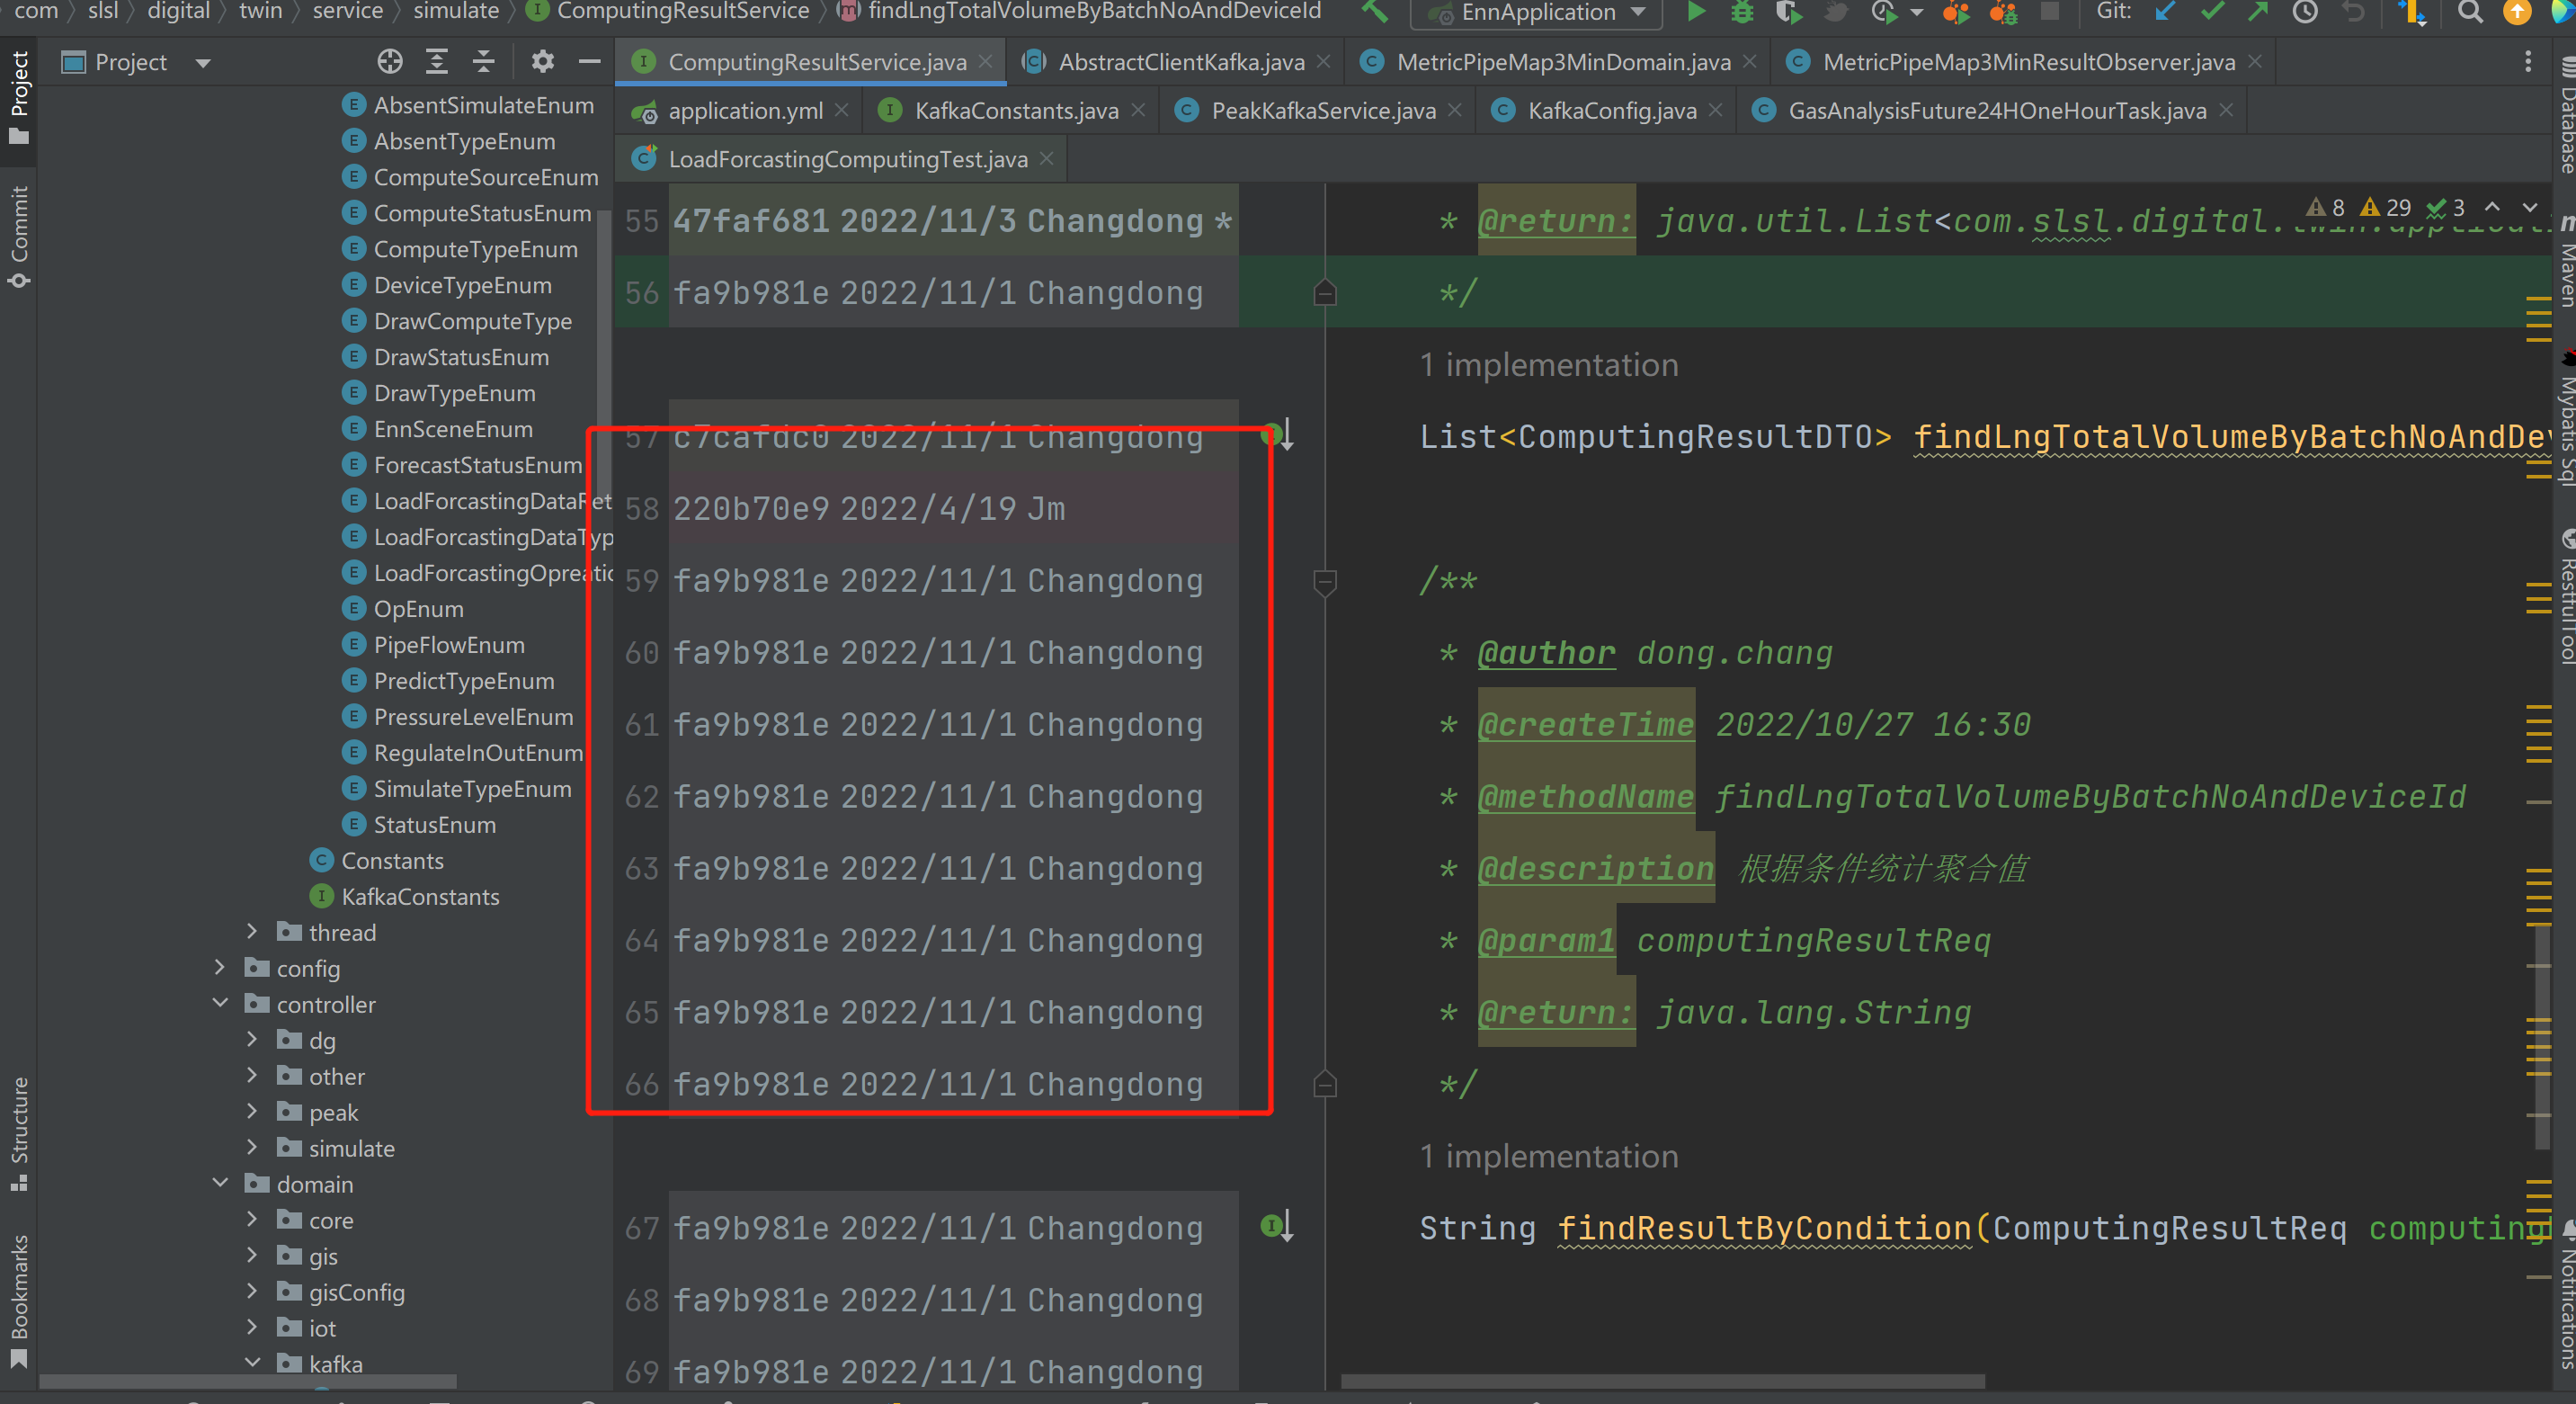 com slsl digital twin service simulate ComputingResultService findLngTotalVolumeByBatchNoAndDeviceId EnnApplication Git:
Project
ComputingResultService.java AbstractClientKafka.java MetricPipeMap3MinDomain.java MetricPipeMap3MinResultObserver.java
application.yml KafkaConstants.java PeakKafkaService.java KafkaConfig.java GasAnalysisFuture24HOneHourTask.java
LoadForcastingComputingTest.java
Project
Commit
Structure
Bookmarks
AbsentSimulateEnum
AbsentTypeEnum
ComputeSourceEnum
ComputeStatusEnum
ComputeTypeEnum
DeviceTypeEnum
DrawComputeType
DrawStatusEnum
DrawTypeEnum
EnnSceneEnum
ForecastStatusEnum
LoadForcastingDataRet
LoadForcastingDataTyp
LoadForcastingOpreatic
OpEnum
PipeFlowEnum
PredictTypeEnum
PressureLevelEnum
RegulateInOutEnum
SimulateTypeEnum
StatusEnum
Constants
KafkaConstants
thread
config
controller
dg
other
peak
simulate
domain
core
gis
gisConfig
iot
kafka
55 47faf681 2022/11/3 Changdong * * @return: java.util.List<com.slsl.digital.twin.applicati
8 29 3
56 fa9b981e 2022/11/1 Changdong */
1 implementation
57 c7cafdc0 2022/11/1 Changdong List<ComputingResultDTO> findLngTotalVolumeByBatchNoAndDev
58 220b70e9 2022/4/19 Jm
59 fa9b981e 2022/11/1 Changdong /**
60 fa9b981e 2022/11/1 Changdong * @author dong.chang
61 fa9b981e 2022/11/1 Changdong * @createTime 2022/10/27 16:30
62 fa9b981e 2022/11/1 Changdong * @methodName findLngTotalVolumeByBatchNoAndDeviceId
63 fa9b981e 2022/11/1 Changdong * @description 根据条件统计聚合值
64 fa9b981e 2022/11/1 Changdong * @param1 computingResultReq
65 fa9b981e 2022/11/1 Changdong * @return: java.lang.String
66 fa9b981e 2022/11/1 Changdong */
1 implementation
67 fa9b981e 2022/11/1 Changdong String findResultByCondition(ComputingResultReq computing
68 fa9b981e 2022/11/1 Changdong
69 fa9b981e 2022/11/1 Changdong
Database
Maven
Mybatis Sql
RestfulTool
Notifications